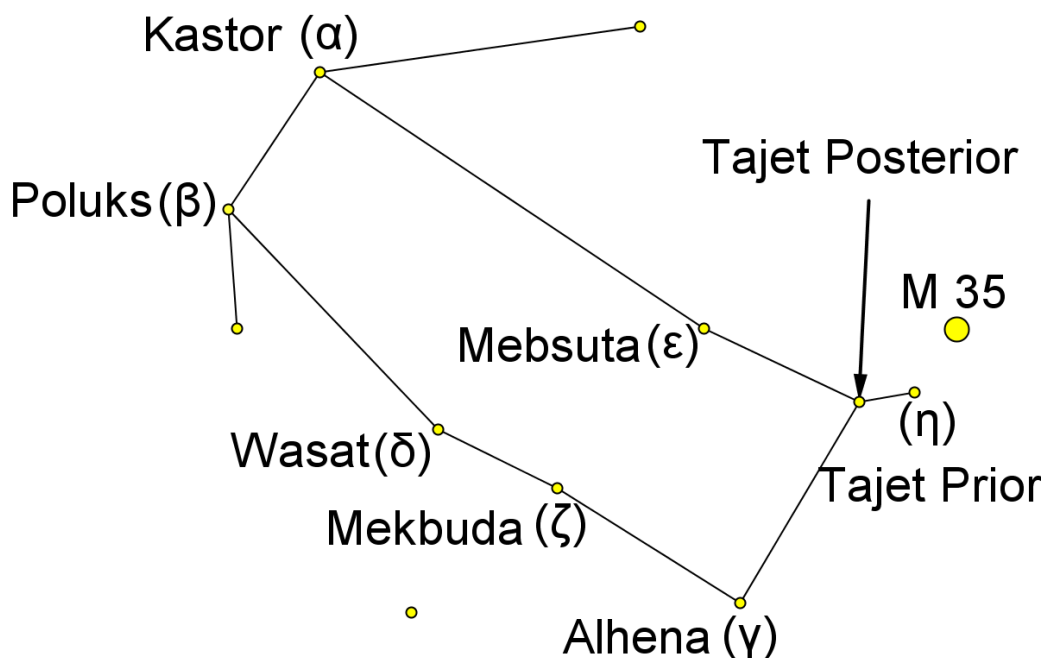 Kastor (α)
Tajet Posterior
Poluks (β)
M 35
Mebsuta (ε)
(η)
Wasat (δ)
Tajet Prior
Mekbuda (ζ)
Alhena (γ)